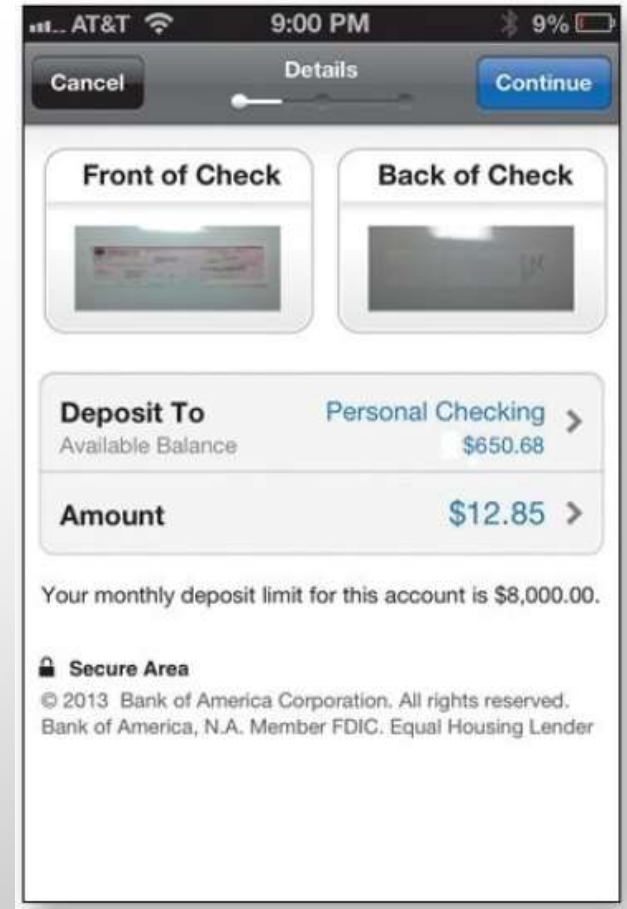 AT&T 9:00 PM 9%
Cancel Details Continue
Front of Check Back of Check
Deposit To Personal Checking
Available Balance $650.68
Amount $12.85
Your monthly deposit limit for this account is $8,000.00.
Secure Area
© 2013 Bank of America Corporation. All rights reserved.
Bank of America, N.A. Member FDIC. Equal Housing Lender